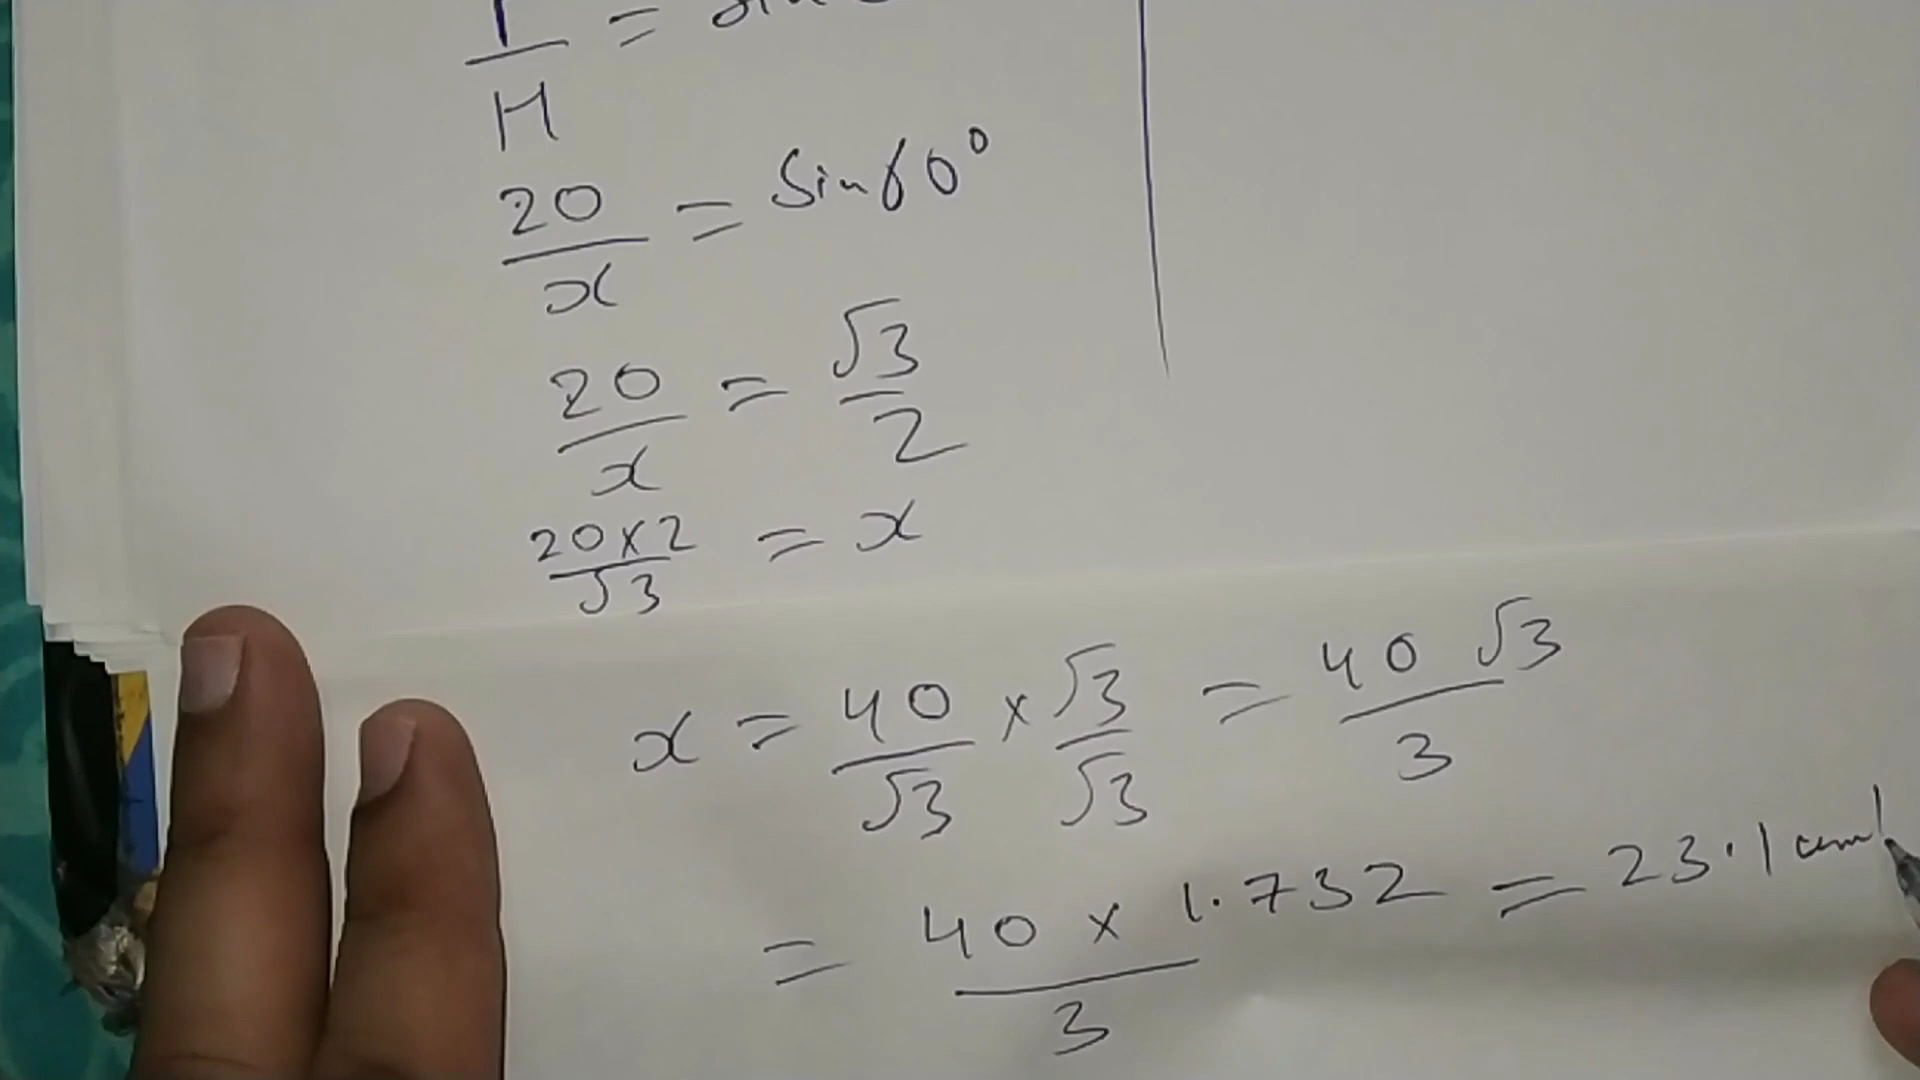 /H = sin
20/x = Sin60°
20/x = √3/2
20×2/√3 = x
x = 40/√3 × √3/√3 = 40√3/3
= 40 × 1.732/3 = 23.1 cm